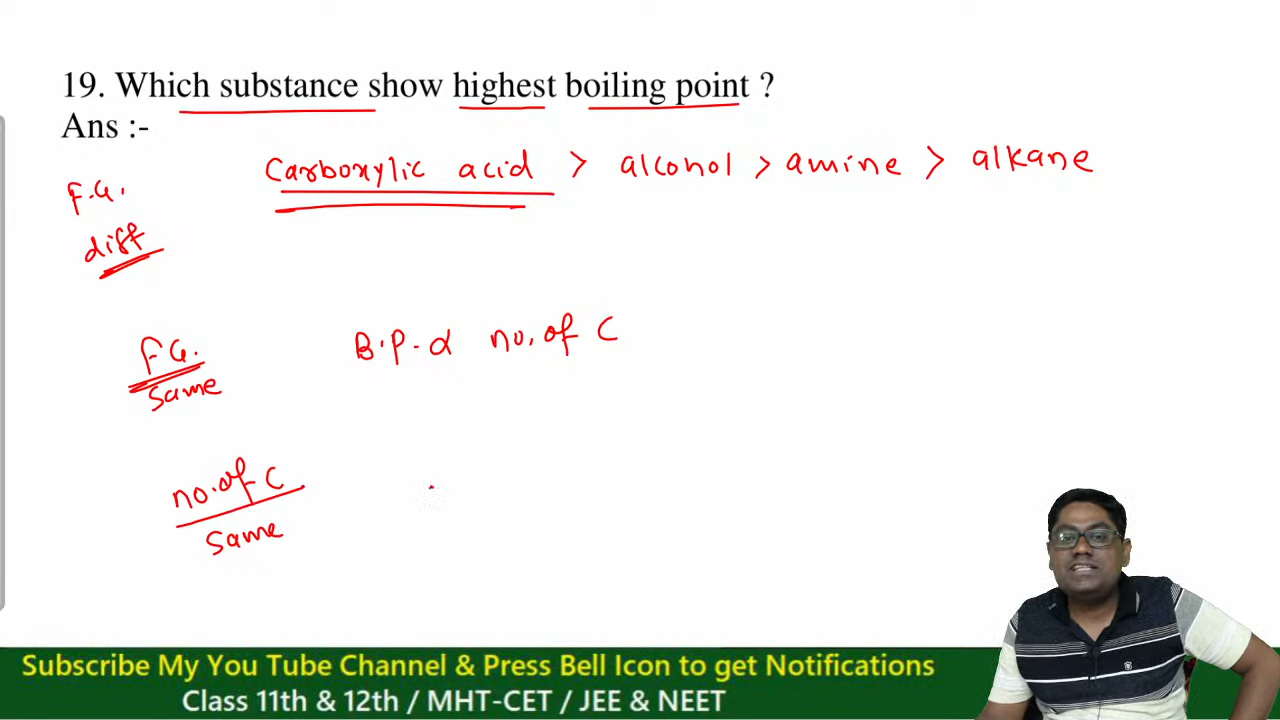 19. Which substance show highest boiling point ?
Ans :-
Carboxylic acid > alcohol > amine > alkane
F.G.
diff
F.G.
same
B.P. α no. of C
no. of C
same
Subscribe My You Tube Channel & Press Bell Icon to get Notifications
Class 11th & 12th / MHT-CET / JEE & NEET